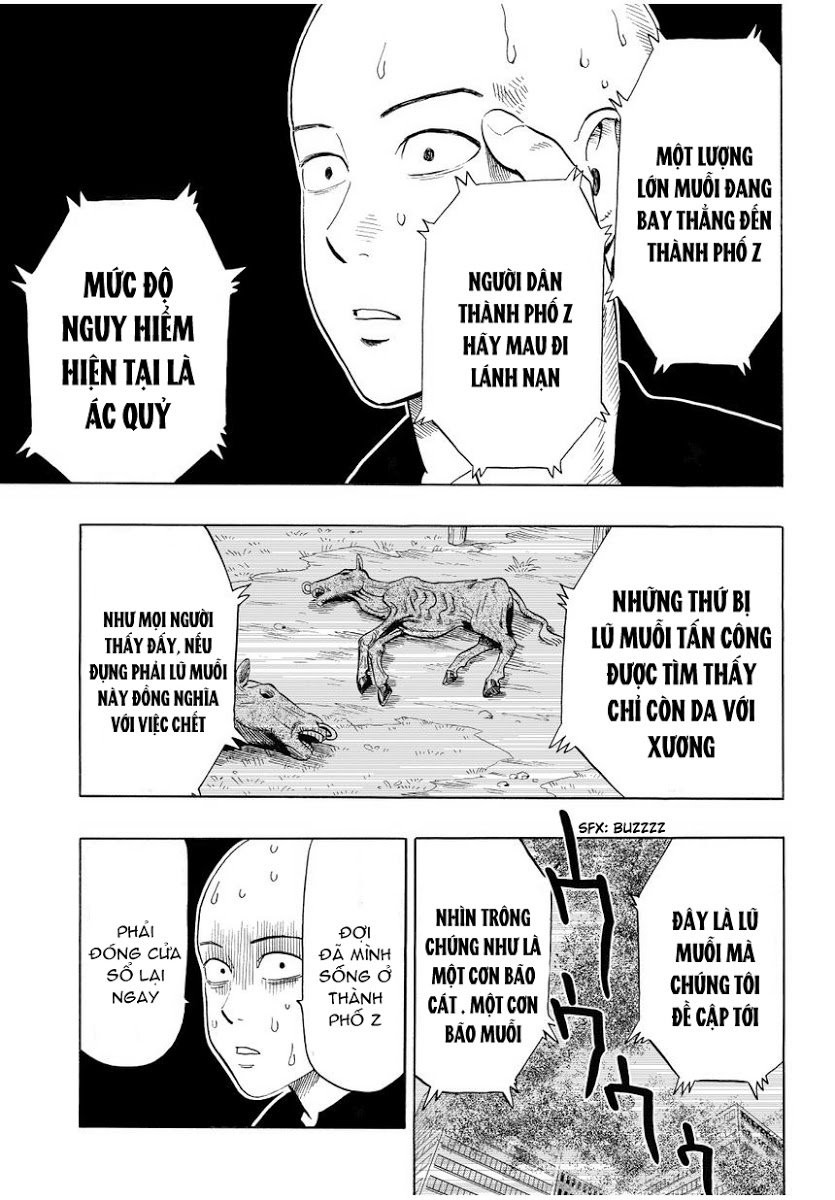 MỘT LƯỢNG
LỚN MUỖI ĐANG
BAY THẲNG ĐẾN
THÀNH PHỐ Z
NGƯỜI DÂN
THÀNH PHỐ Z
HÃY MAU ĐI
LÁNH NẠN
MỨC ĐỘ
NGUY HIỂM
HIỆN TẠI LÀ
ÁC QUỶ
NHỮNG THỨ BỊ
LŨ MUỖI TẤN CÔNG
ĐƯỢC TÌM THẤY
CHỈ CÒN DA VỚI
XƯƠNG
NHƯ MỌI NGƯỜI
THẤY ĐẤY, NẾU
ĐỤNG PHẢI LŨ MUỖI
NÀY ĐỒNG NGHĨA
VỚI VIỆC CHẾT
SFX: BUZZZZ
ĐÂY LÀ LŨ
MUỖI MÀ
CHÚNG TÔI
ĐỀ CẬP TỚI
NHÌN TRÔNG
CHÚNG NHƯ LÀ
MỘT CƠN BÃO
CÁT . MỘT CƠN
BÃO MUỖI
ウウウウ
ĐỢI
ĐÃ MÌNH
SỐNG Ở
THÀNH
PHỐ Z
PHẢI
ĐÓNG CỬA
SỔ LẠI
NGAY